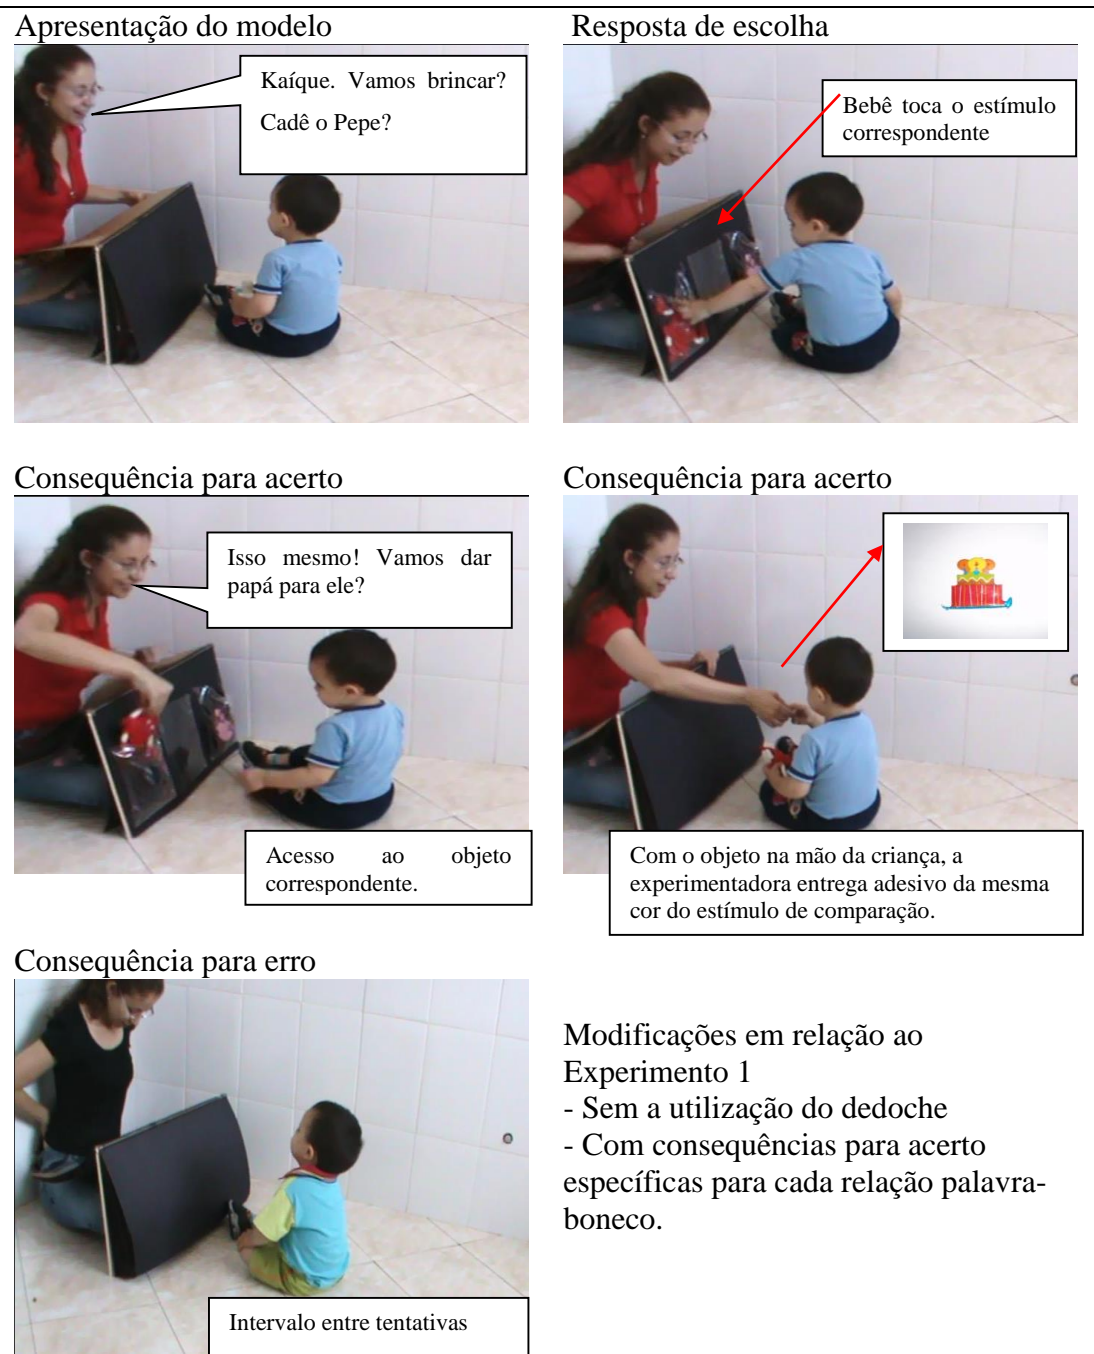 Apresentação do modelo
Kaíque. Vamos brincar?
Cadê o Pepe?
Resposta de escolha
Bebê toca o estímulo
correspondente
Consequência para acerto
Isso mesmo! Vamos dar
papá para ele?
Acesso ao objeto
correspondente.
Consequência para acerto
Com o objeto na mão da criança, a
experimentadora entrega adesivo da mesma
cor do estímulo de comparação.
Consequência para erro
Intervalo entre tentativas
Modificações em relação ao
Experimento 1
- Sem a utilização do dedoche
- Com consequências para acerto
específicas para cada relação palavra-
boneco.